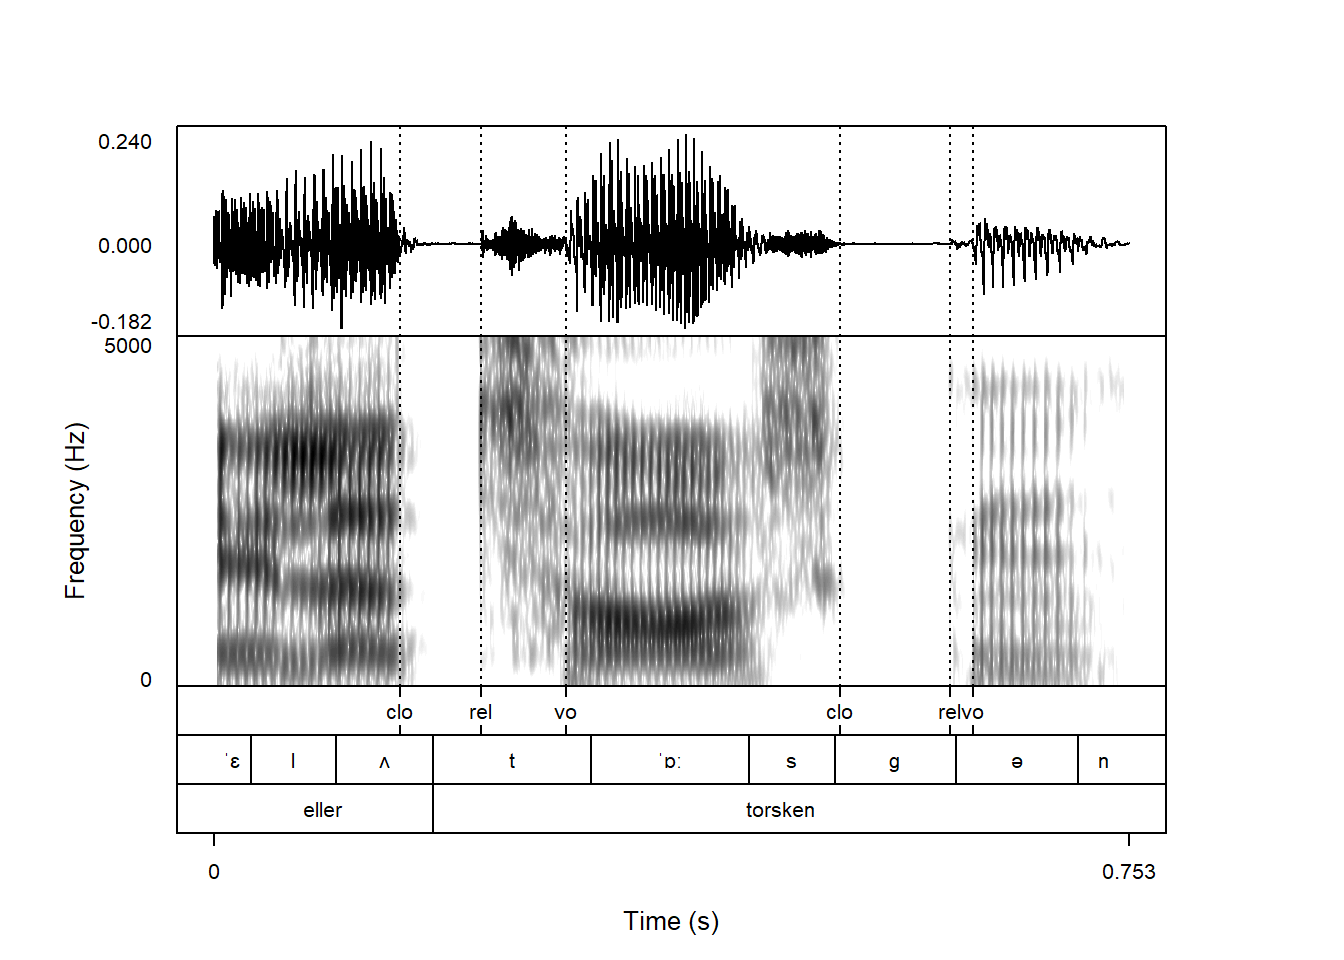 0.240
0.000
-0.182
5000
Frequency (Hz)
0
clo rel vo clo relvo
ˈɛ l ʌ t ˈɒː s g ə n
eller torsken
0 0.753
Time (s)